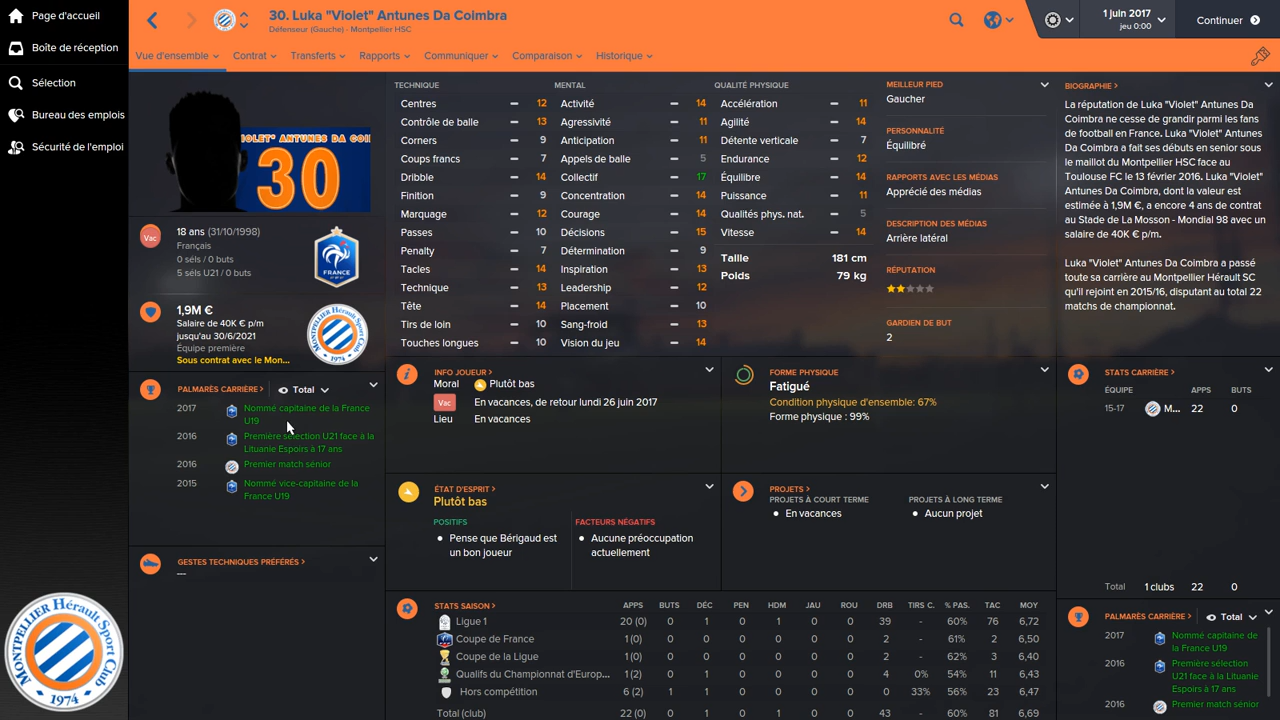 Page d'accueil
Boîte de réception
Sélection
Bureau des emplois
Sécurité de l'emploi
30. Luka "Violet" Antunes Da Coimbra
Défenseur (Gauche) - Montpellier HSC
1 juin 2017
jeu 0:00
Continuer
Vue d'ensemble
Contrat
Transferts
Rapports
Communiquer
Comparaison
Historique
IOLET" ANTUNES DA COI
30
Vac
18 ans (31/10/1998)
Français
0 séls / 0 buts
5 séls U21 / 0 buts
FRANCE
1,9M €
Salaire de 40K € p/m
jusqu'au 30/6/2021
Équipe première
Sous contrat avec le Mon...
Montpellier Hérault Sport Club
1974
PALMARÈS CARRIÈRE >
Total
2017 Nommé capitaine de la France
U19
2016 Première sélection U21 face à la
Lituanie Espoirs à 17 ans
2016 Premier match sénior
2015 Nommé vice-capitaine de la
France U19
GESTES TECHNIQUES PRÉFÉRÉS >
---
MONTPELLIER Hérault Sport Club
1974
TECHNIQUE
Centres - 12
Contrôle de balle - 13
Corners - 9
Coups francs - 7
Dribble - 14
Finition - 9
Marquage - 12
Passes - 10
Penalty - 7
Tacles - 14
Technique - 13
Tête - 14
Tirs de loin - 10
Touches longues - 10
MENTAL
Activité - 14
Agressivité - 11
Anticipation - 11
Appels de balle - 5
Collectif - 17
Concentration - 14
Courage - 14
Décisions - 15
Détermination - 9
Inspiration - 13
Leadership - 12
Placement - 10
Sang-froid - 13
Vision du jeu - 14
QUALITÉ PHYSIQUE
Accélération - 11
Agilité - 14
Détente verticale - 7
Endurance - 12
Équilibre - 14
Puissance - 11
Qualités phys. nat. - 5
Vitesse - 14
Taille 181 cm
Poids 79 kg
MEILLEUR PIED
Gaucher
PERSONNALITÉ
Équilibré
RAPPORTS AVEC LES MÉDIAS
Apprécié des médias
DESCRIPTION DES MÉDIAS
Arrière latéral
RÉPUTATION
GARDIEN DE BUT
2
BIOGRAPHIE >
La réputation de Luka "Violet" Antunes Da
Coimbra ne cesse de grandir parmi les
fans de football en France. Luka "Violet"
Antunes Da Coimbra a fait ses débuts en senior sous
le maillot du Montpellier HSC face au
Toulouse FC le 13 février 2016. Luka "Violet"
Antunes Da Coimbra, dont la valeur est
estimée à 1,9M €, a encore 4 ans de contrat
au Stade de La Mosson - Mondial 98 avec un
salaire de 40K € p/m.
Luka "Violet" Antunes Da Coimbra a passé
toute sa carrière au Montpellier Hérault SC
qu'il rejoint en 2015/16, disputant au total 22
matches de championnat.
INFO JOUEUR >
Moral Plutôt bas
Vac En vacances, de retour lundi 26 juin 2017
Lieu En vacances
FORME PHYSIQUE
Fatigué
Condition physique d'ensemble: 67%
Forme physique : 99%
STATS CARRIÈRE >
ÉQUIPE APPS BUTS
15-17 M... 22 0
Total 1 clubs 22 0
ÉTAT D'ESPRIT >
Plutôt bas
POSITIFS
• Pense que Bérigaud est
un bon joueur
FACTEURS NÉGATIFS
• Aucune préoccupation
actuellement
PROJETS >
PROJETS À COURT TERME
• En vacances
PROJETS À LONG TERME
• Aucun projet
STATS SAISON > APPS BUTS DÉC PEN HDM JAU ROU DRB TIRS C. % PAS. TAC MOY
Ligue 1 20 (0) 0 1 0 1 0 0 39 - 60% 76 6,72
Coupe de France 1 (0) 0 0 0 0 0 0 2 - 61% 2 6,50
Coupe de la Ligue 1 (0) 0 0 0 0 0 0 2 - 62% 3 6,40
Qualifs du Championnat d'Europ... 1 (2) 0 0 0 0 0 0 4 0% 54% 11 6,43
Hors compétition 6 (2) 1 1 0 0 0 0 0 33% 56% 23 6,47
Total (club) 22 (0) 0 1 0 1 0 0 43 - 60% 81 6,69
PALMARÈS CARRIÈRE >
Total
2017 Nommé capitaine de
la France U19
2016 Première sélection
U21 face à la Lituanie
Espoirs à 17 ans
2016 Premier match sénior